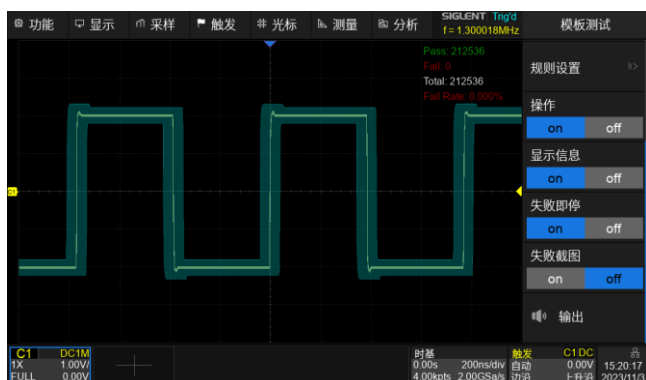 功能 显示 采样 触发 光标 测量 分析 SIGLENT Trig'd 模板测试
f = 1.300018MHz
Pass: 212536
Fail: 0
Total: 212536
Fail Rate: 0.000%
规则设置
操作
on off
显示信息
on off
失败即停
on off
失败截图
on off
输出
C1
C1 DC1M
1X 1.00V/
FULL 0.00V
时基
0.00s 200ns/div
4.00kpts 2.00GSa/s
触发 C1 DC
自动 0.00V
边沿 上升沿
15:20:17
2023/11/3